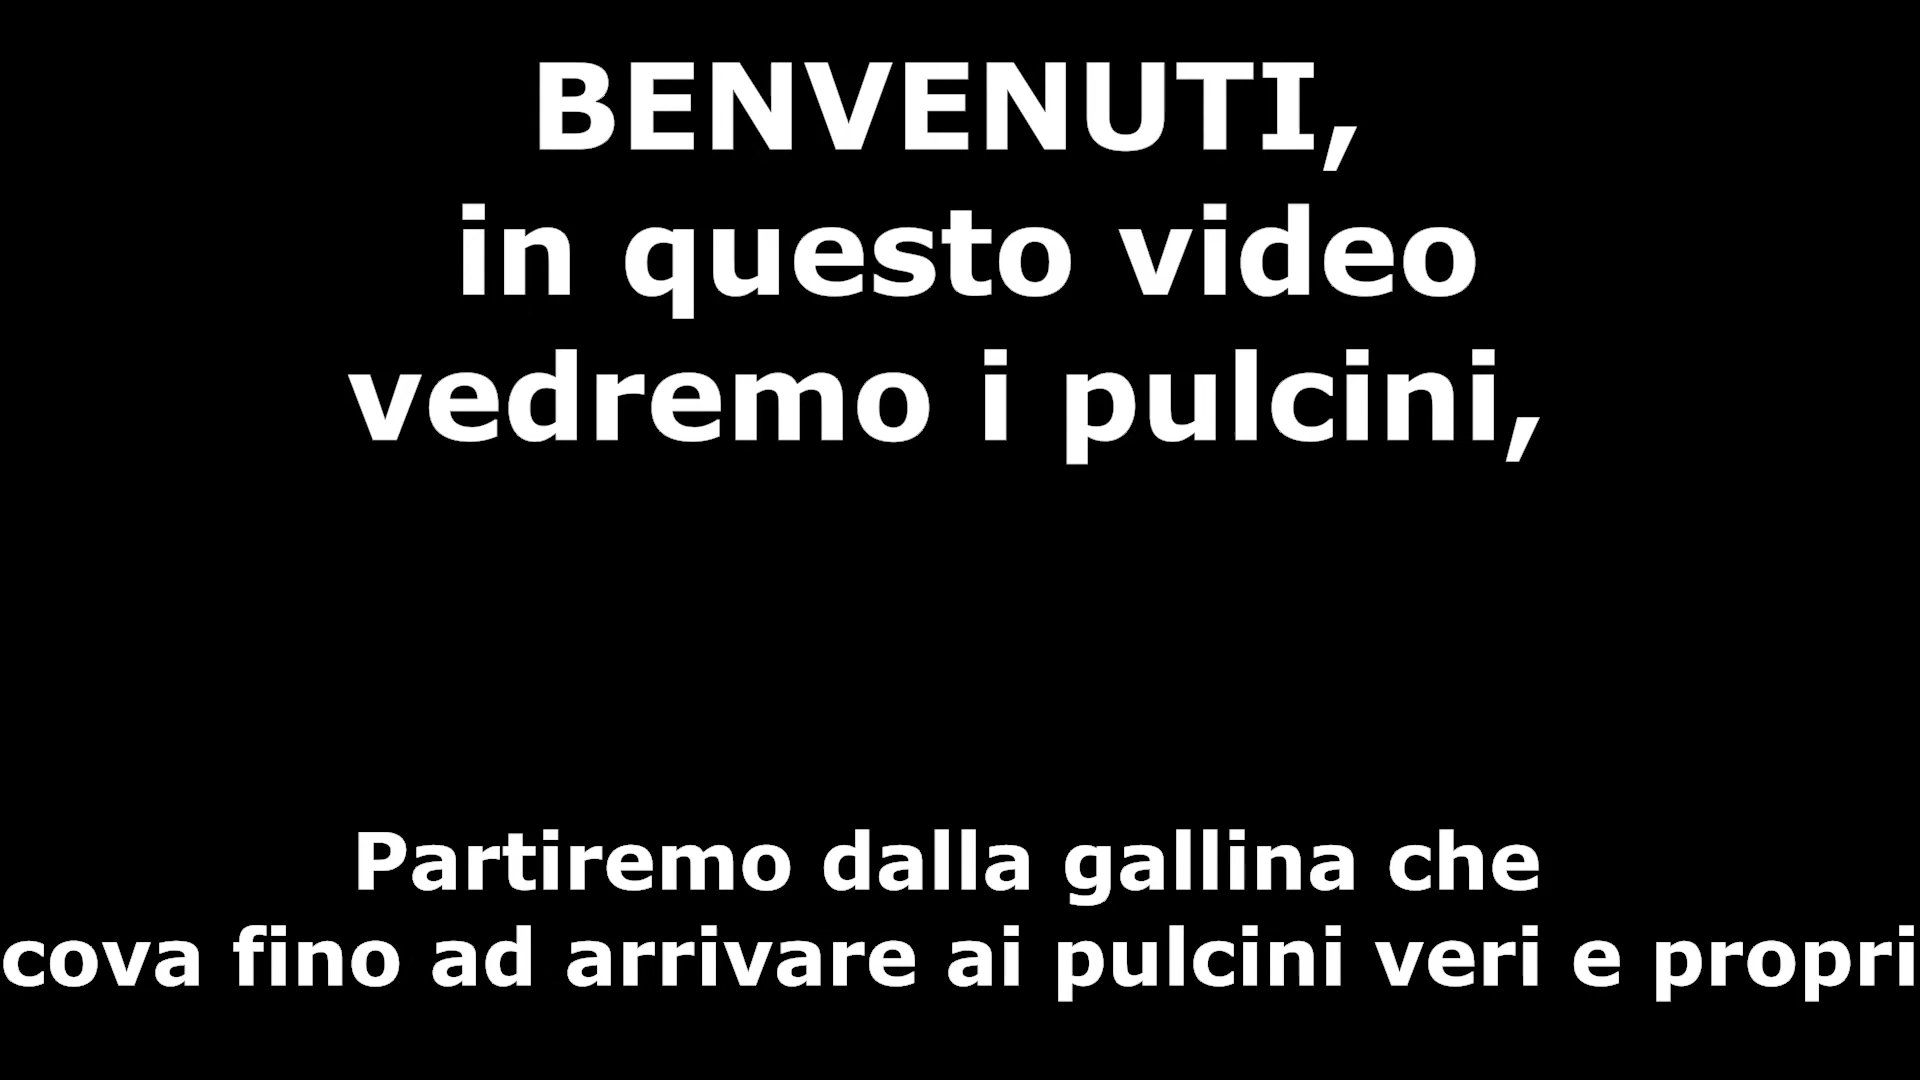 BENVENUTI,
in questo video
vedremo i pulcini,
Partiremo dalla gallina che
cova fino ad arrivare ai pulcini veri e propri